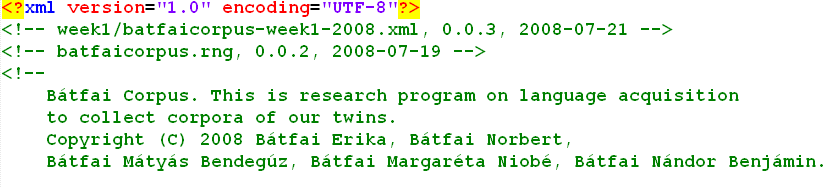 <?xml version="1.0" encoding="UTF-8"?>
<!-- week1/batfaicorpus-week1-2008.xml, 0.0.3, 2008-07-21 -->
<!-- batfaicorpus.rng, 0.0.2, 2008-07-19 -->
<!--
Bátfai Corpus. This is research program on language acquisition
to collect corpora of our twins.
Copyright (C) 2008 Bátfai Erika, Bátfai Norbert,
Bátfai Mátyás Bendegúz, Bátfai Margaréta Niobé, Bátfai Nándor Benjámin.